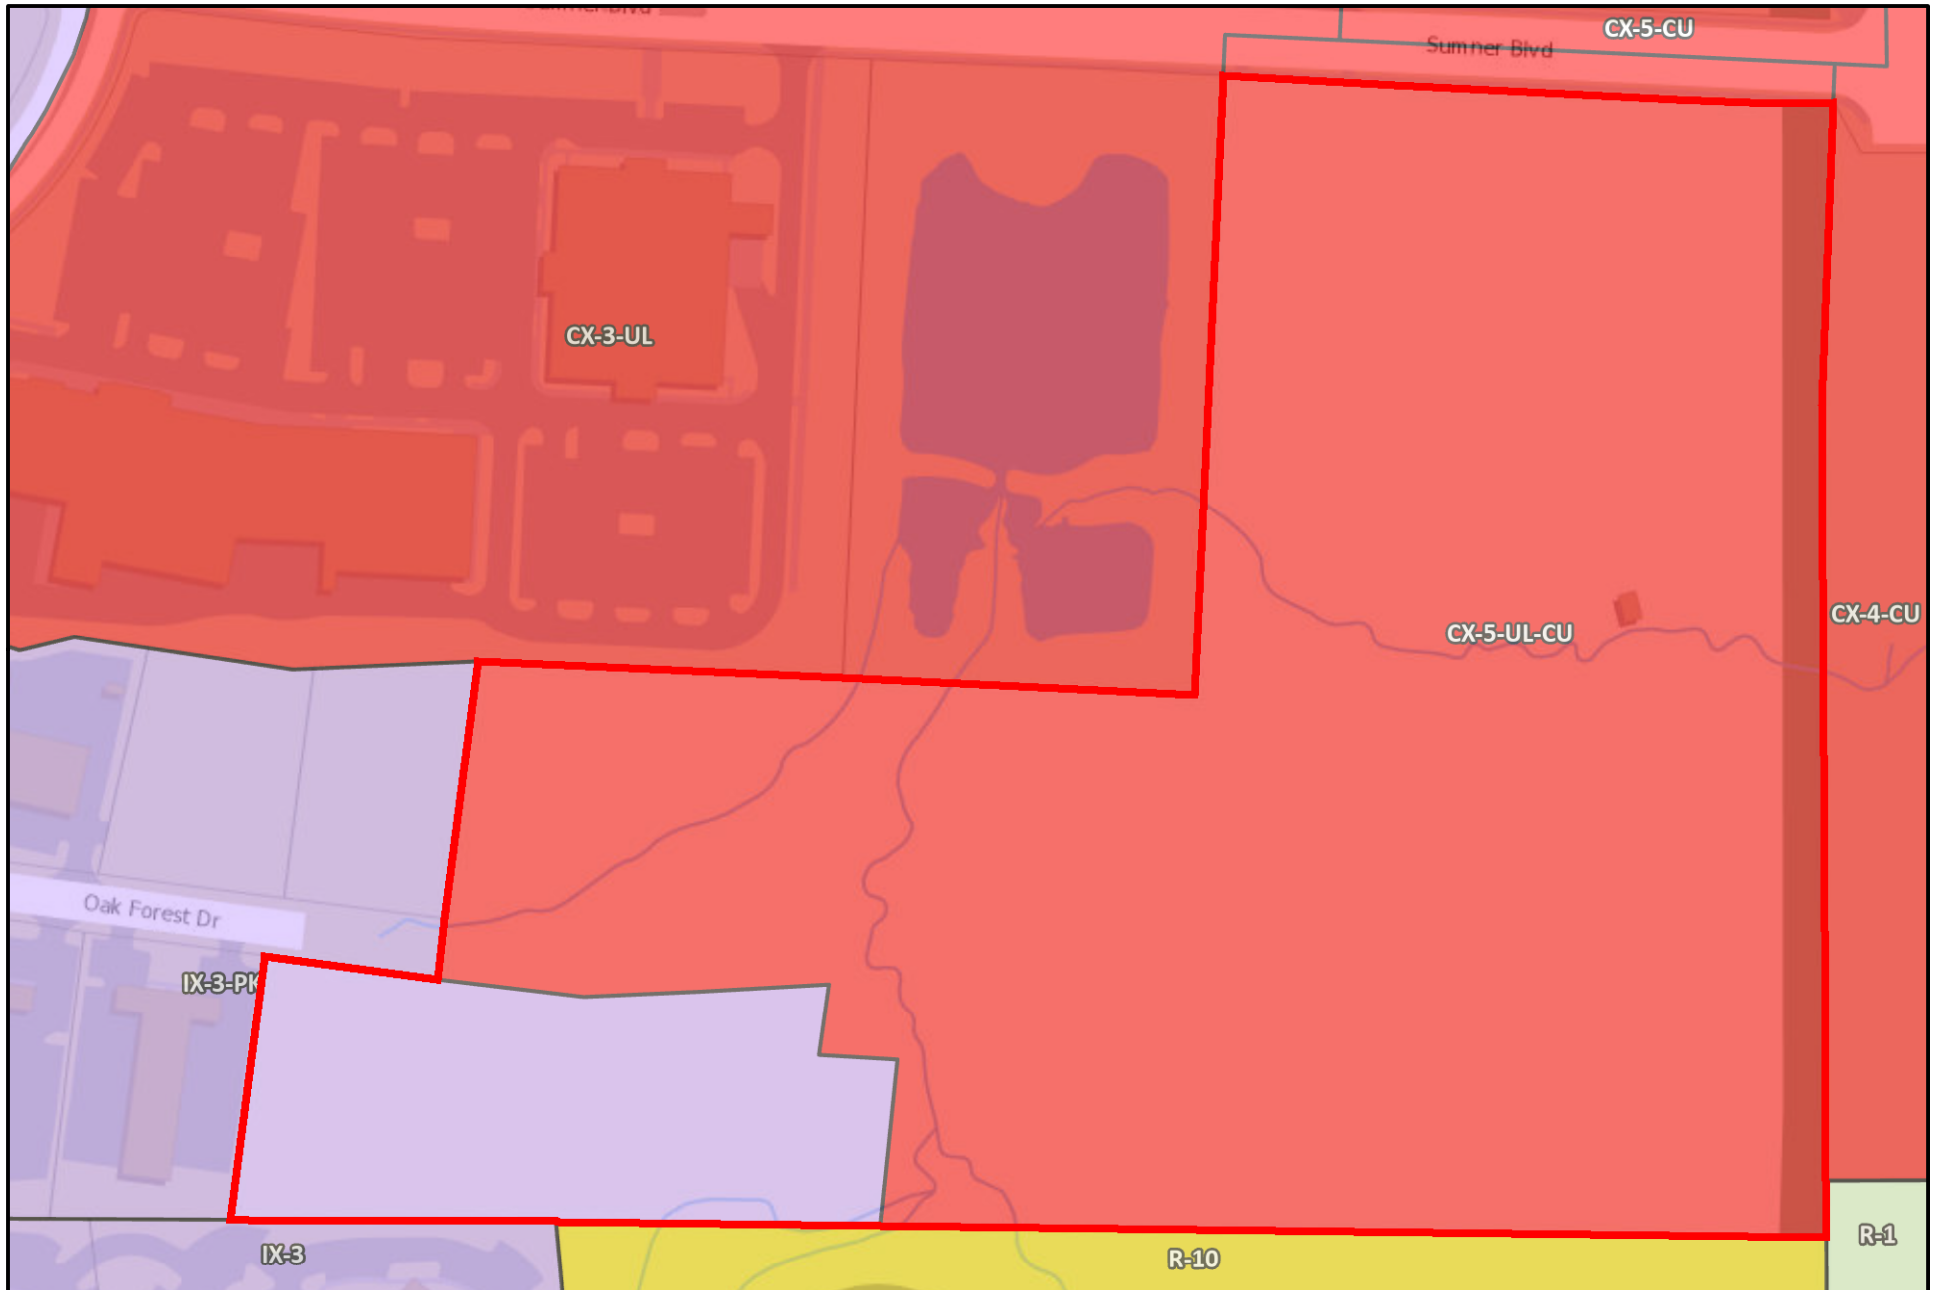 CX-5-CU
Sumner Blvd
CX-3-UL
CX-5-UL-CU
CX-4-CU
Oak Forest Dr
IX-3-PK
IX-3
R-10
R-1